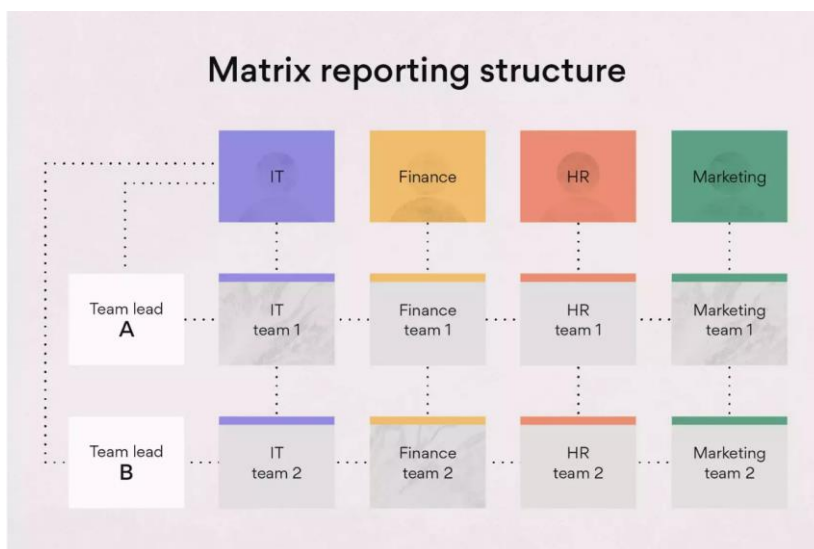 Matrix reporting structure
IT
Finance
HR
Marketing
Team lead
A
IT
team 1
Finance
team 1
HR
team 1
Marketing
team 1
Team lead
B
IT
team 2
Finance
team 2
HR
team 2
Marketing
team 2